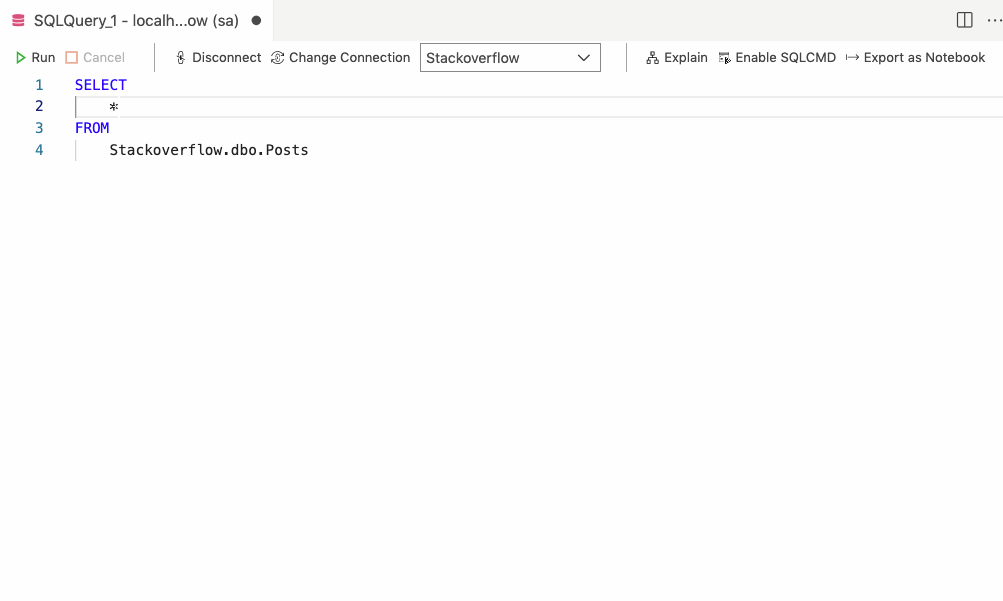 SQLQuery_1 - localh...ow (sa)
Run Cancel Disconnect Change Connection Stackoverflow Explain Enable SQLCMD Export as Notebook
1 SELECT
2 *
3 FROM
4 Stackoverflow.dbo.Posts